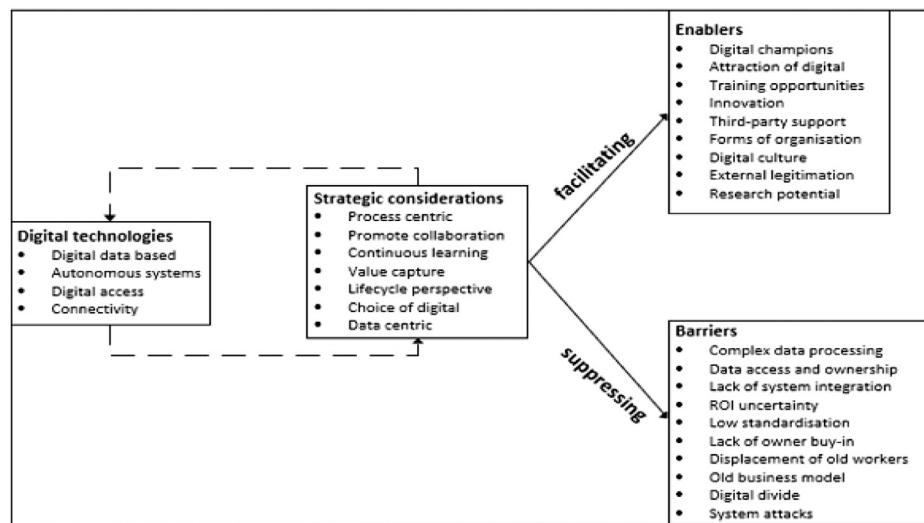 Digital technologies
• Digital data based
• Autonomous systems
• Digital access
• Connectivity
Strategic considerations
• Process centric
• Promote collaboration
• Continuous learning
• Value capture
• Lifecycle perspective
• Choice of digital
• Data centric
facilitating
suppressing
Enablers
• Digital champions
• Attraction of digital
• Training opportunities
• Innovation
• Third-party support
• Forms of organisation
• Digital culture
• External legitimation
• Research potential
Barriers
• Complex data processing
• Data access and ownership
• Lack of system integration
• ROI uncertainty
• Low standardisation
• Lack of owner buy-in
• Displacement of old workers
• Old business model
• Digital divide
• System attacks